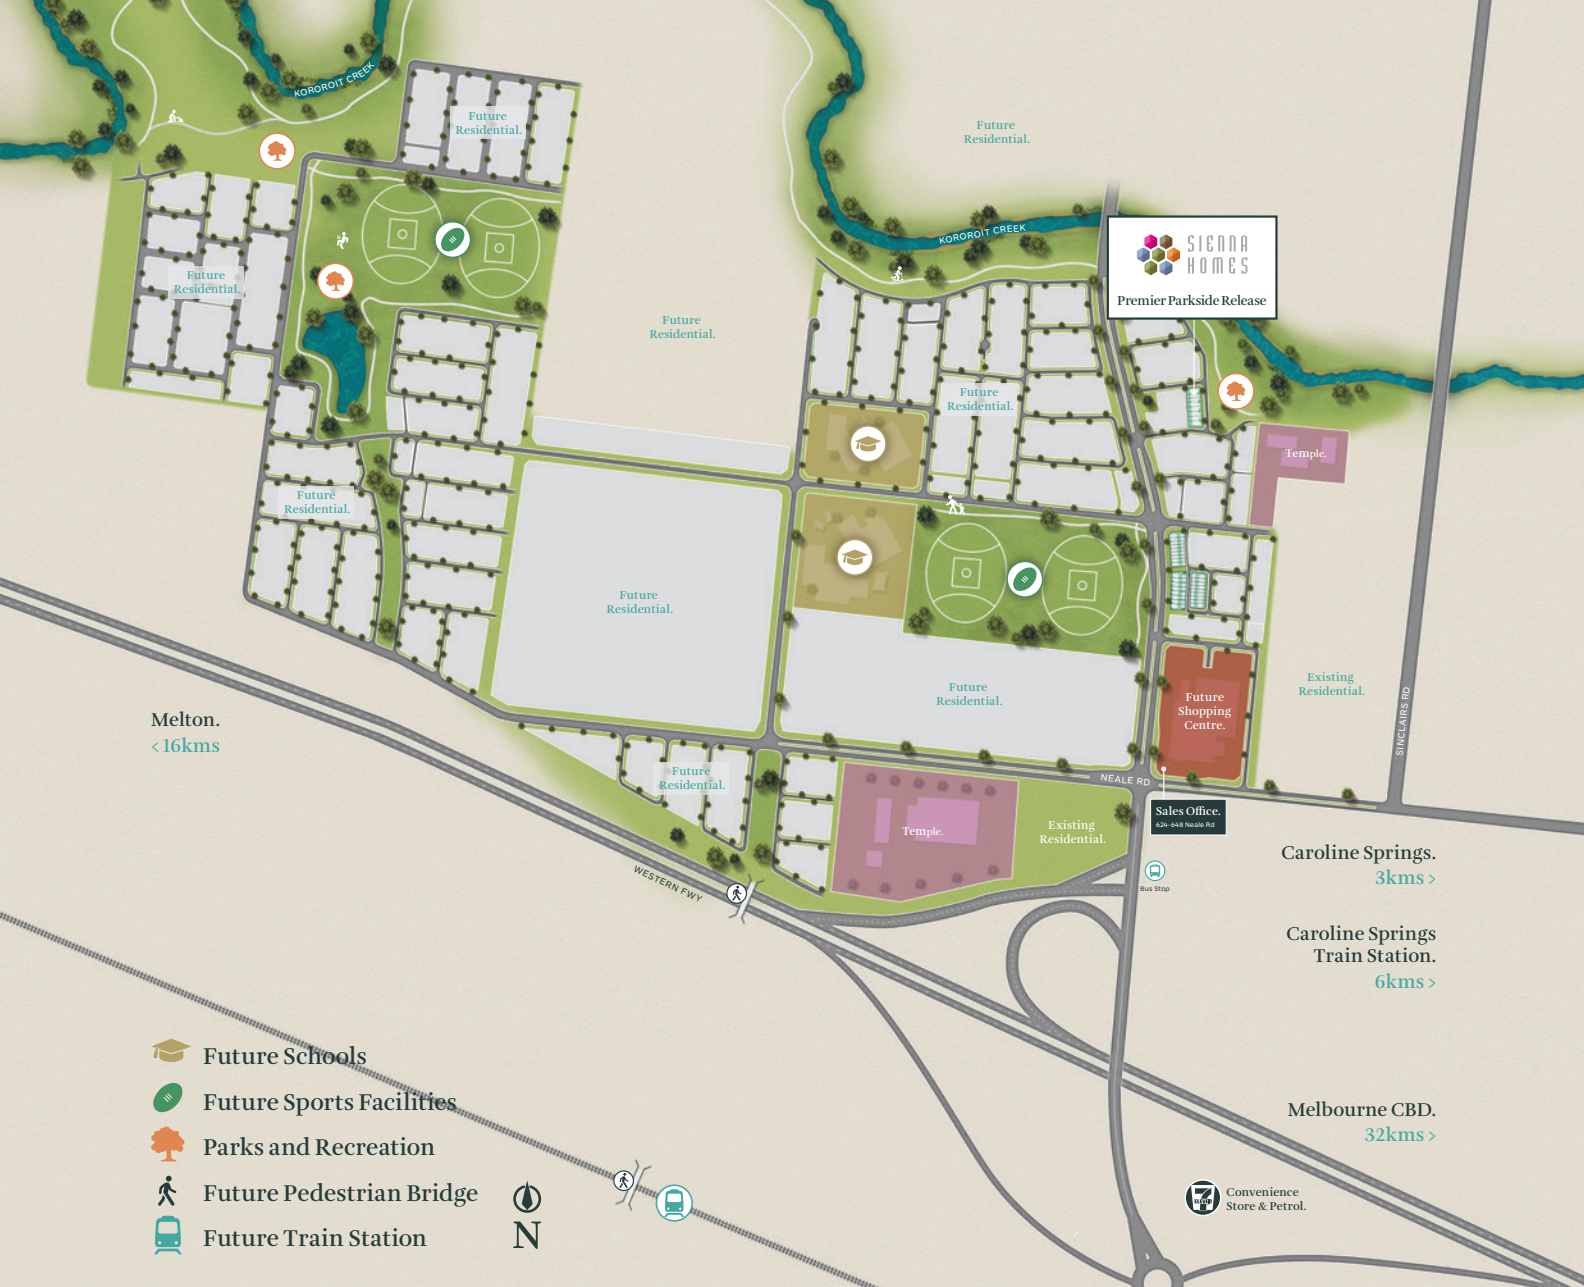 KOROROIT CREEK
Future
Residential.
Future
Residential.
KOROROIT CREEK
SIENNA
HOMES
Premier Parkside Release
Future
Residential.
Future
Residential.
Future
Residential.
Temple.
Future
Residential.
Future
Residential.
Future
Residential.
Existing
Residential.
Future
Shopping
Centre.
SINCLAIRS RD
Melton.
< 16kms
Future
Residential.
NEALE RD
Sales Office.
624-648 Neale Rd
Temple.
Existing
Residential.
WESTERN FWY
Bus Stop
Caroline Springs.
3kms >
Caroline Springs
Train Station.
6kms >
Melbourne CBD.
32kms >
7
ELEVEN
Convenience
Store & Petrol.
Future Schools
Future Sports Facilities
Parks and Recreation
Future Pedestrian Bridge
Future Train Station
N